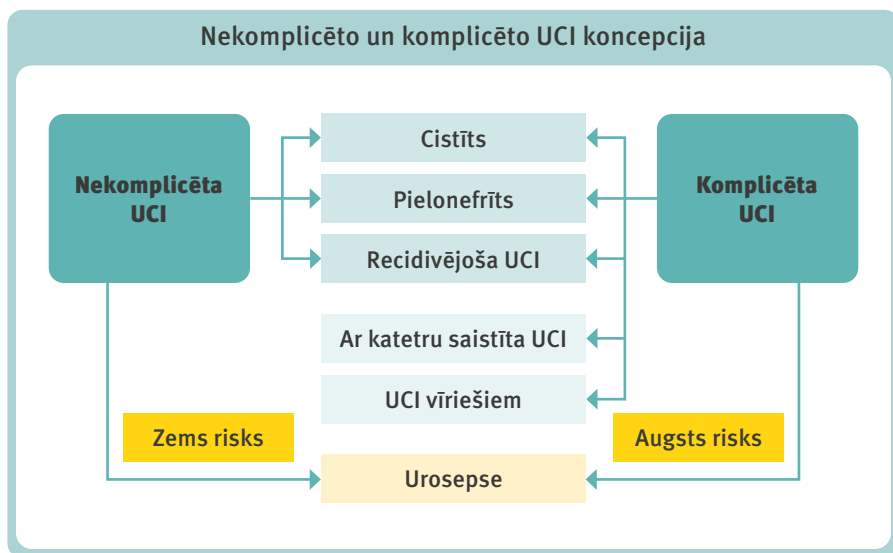 Nekomplicēto un komplicēto UCI koncepcija
Nekomplicēta
UCI
Cistīts
Pielonefrīts
Recidivējoša UCI
Ar katetru saistīta UCI
UCI vīriešiem
Komplicēta
UCI
Zems risks
Augsts risks
Urosepse